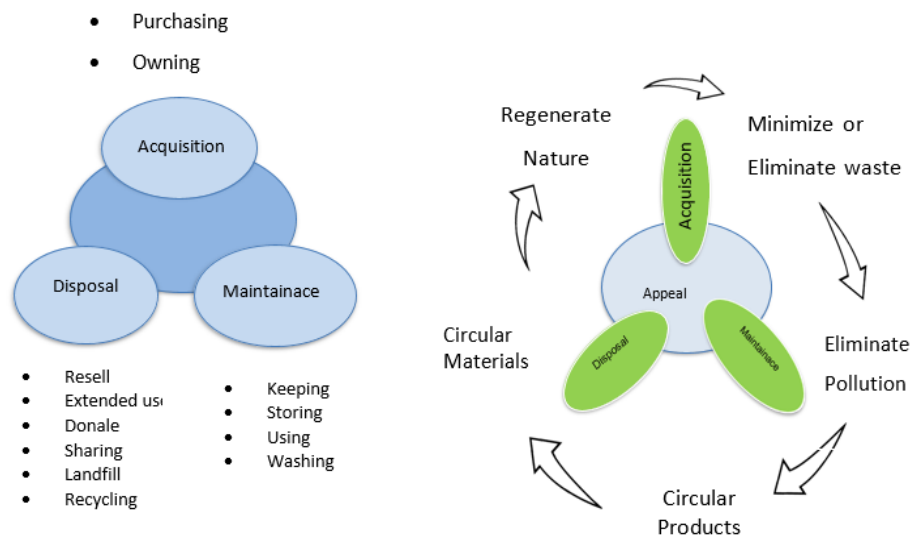 • Purchasing
• Owning
Acquisition
Disposal
Maintainace
• Resell
• Extended use
• Donale
• Sharing
• Landfill
• Recycling
• Keeping
• Storing
• Using
• Washing
Regenerate
Nature
Minimize or
Eliminate waste
Acquisition
Appeal
Disposal
Maintainace
Circular
Materials
Eliminate
Pollution
Circular
Products